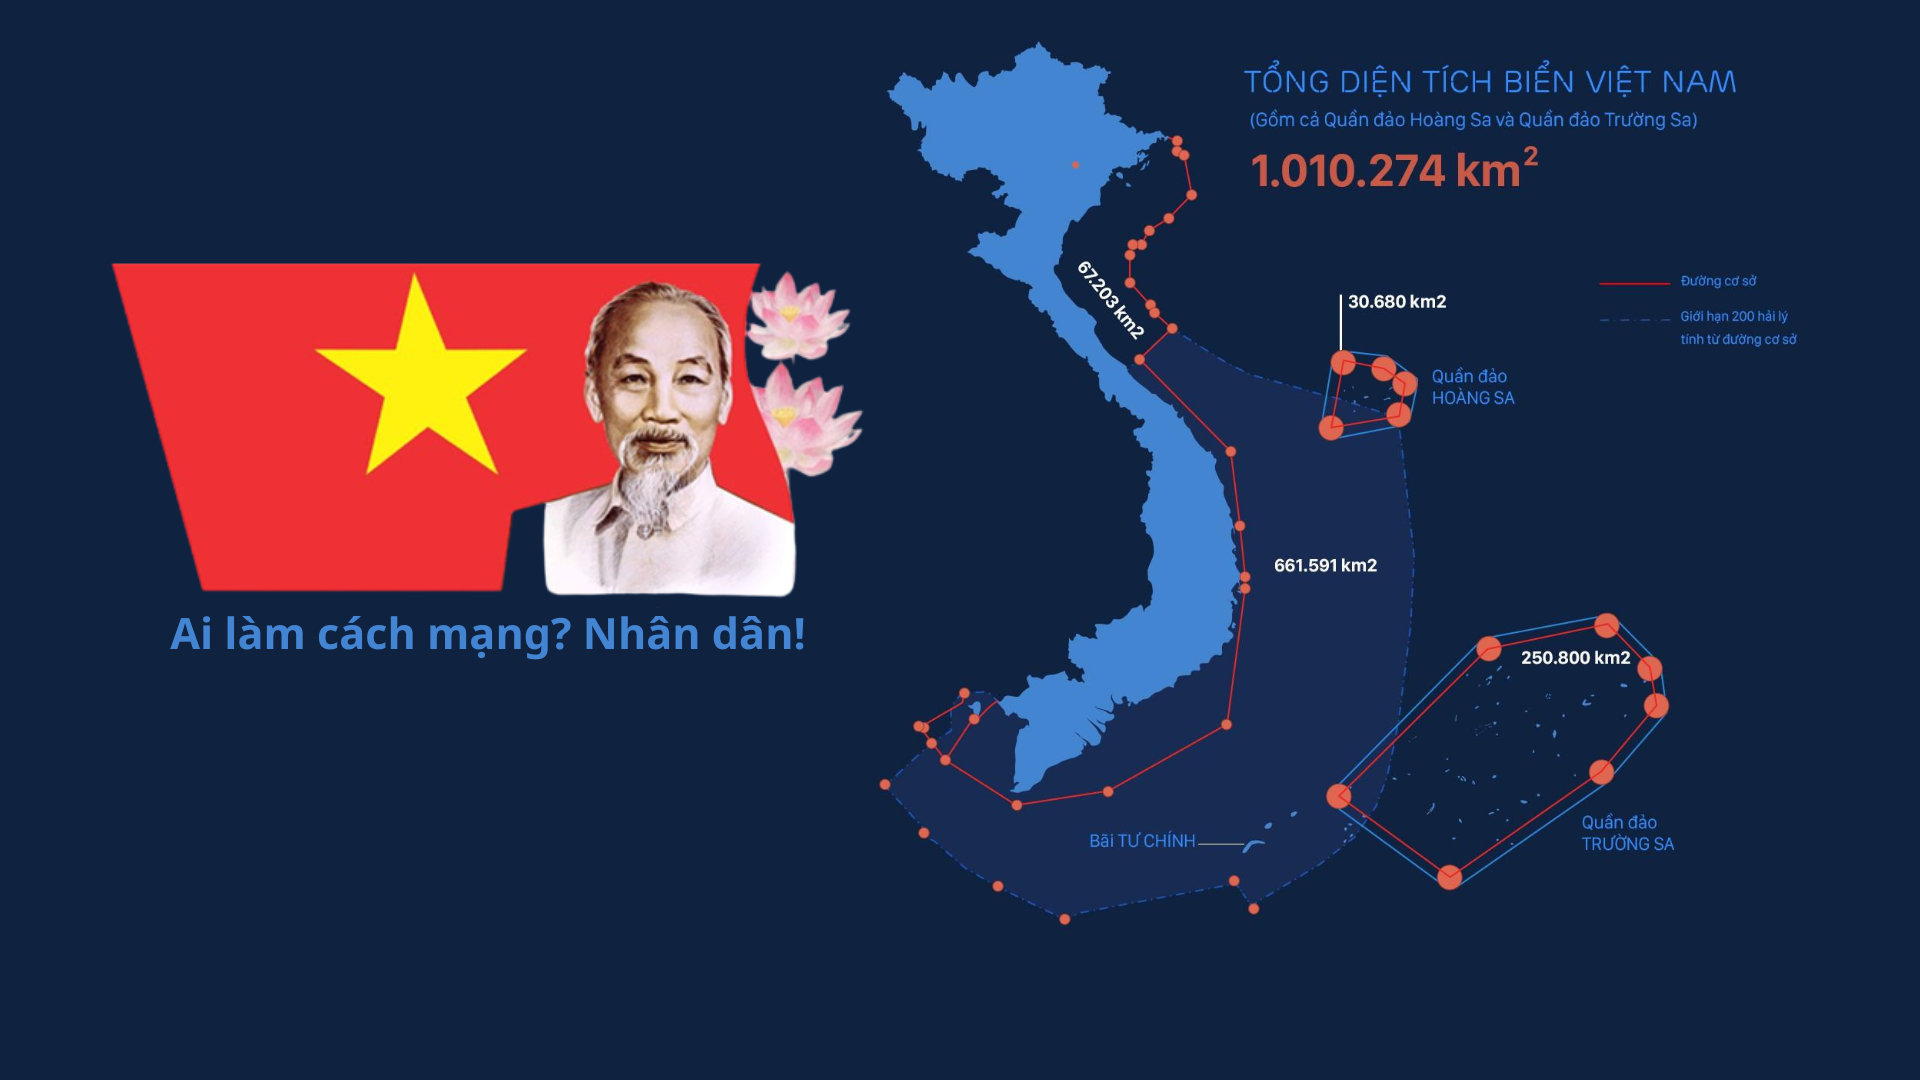 TỔNG DIỆN TÍCH BIỂN VIỆT NAM
(Gồm cả Quần đảo Hoàng Sa và Quần đảo Trường Sa)
1.010.274 km²
Đường cơ sở
Giới hạn 200 hải lý
tính từ đường cơ sở
67.203 km2
30.680 km2
Quần đảo
HOÀNG SA
661.591 km2
Ai làm cách mạng? Nhân dân!
250.800 km2
Bãi TƯ CHÍNH
Quần đảo
TRƯỜNG SA